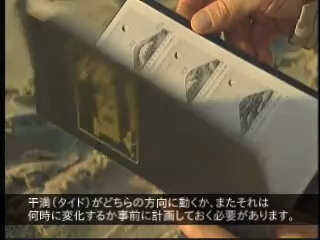 干満（タイド）がどちらの方向に動くか、またそれは
何時に変化するか事前に計画しておく必要があります。